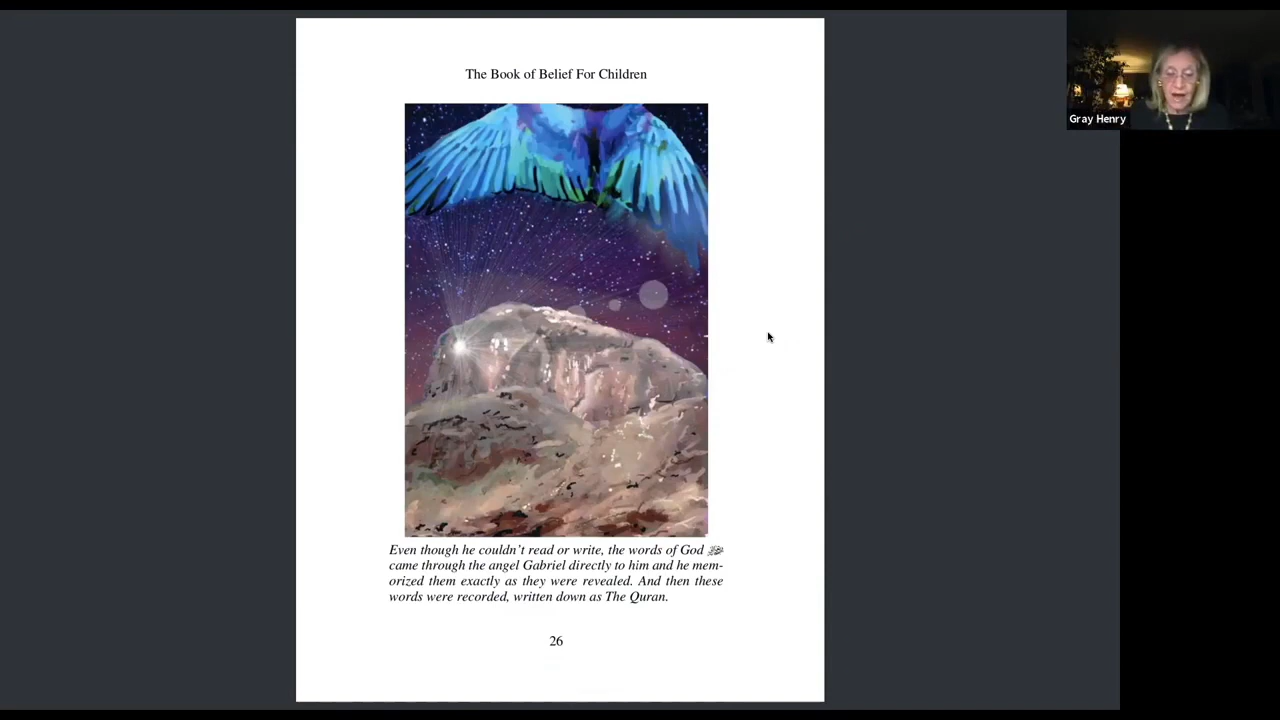 The Book of Belief For Children
Gray Henry
Even though he couldn't read or write, the words of God
came through the angel Gabriel directly to him and he mem-
orized them exactly as they were revealed. And then these
words were recorded, written down as The Quran.
26